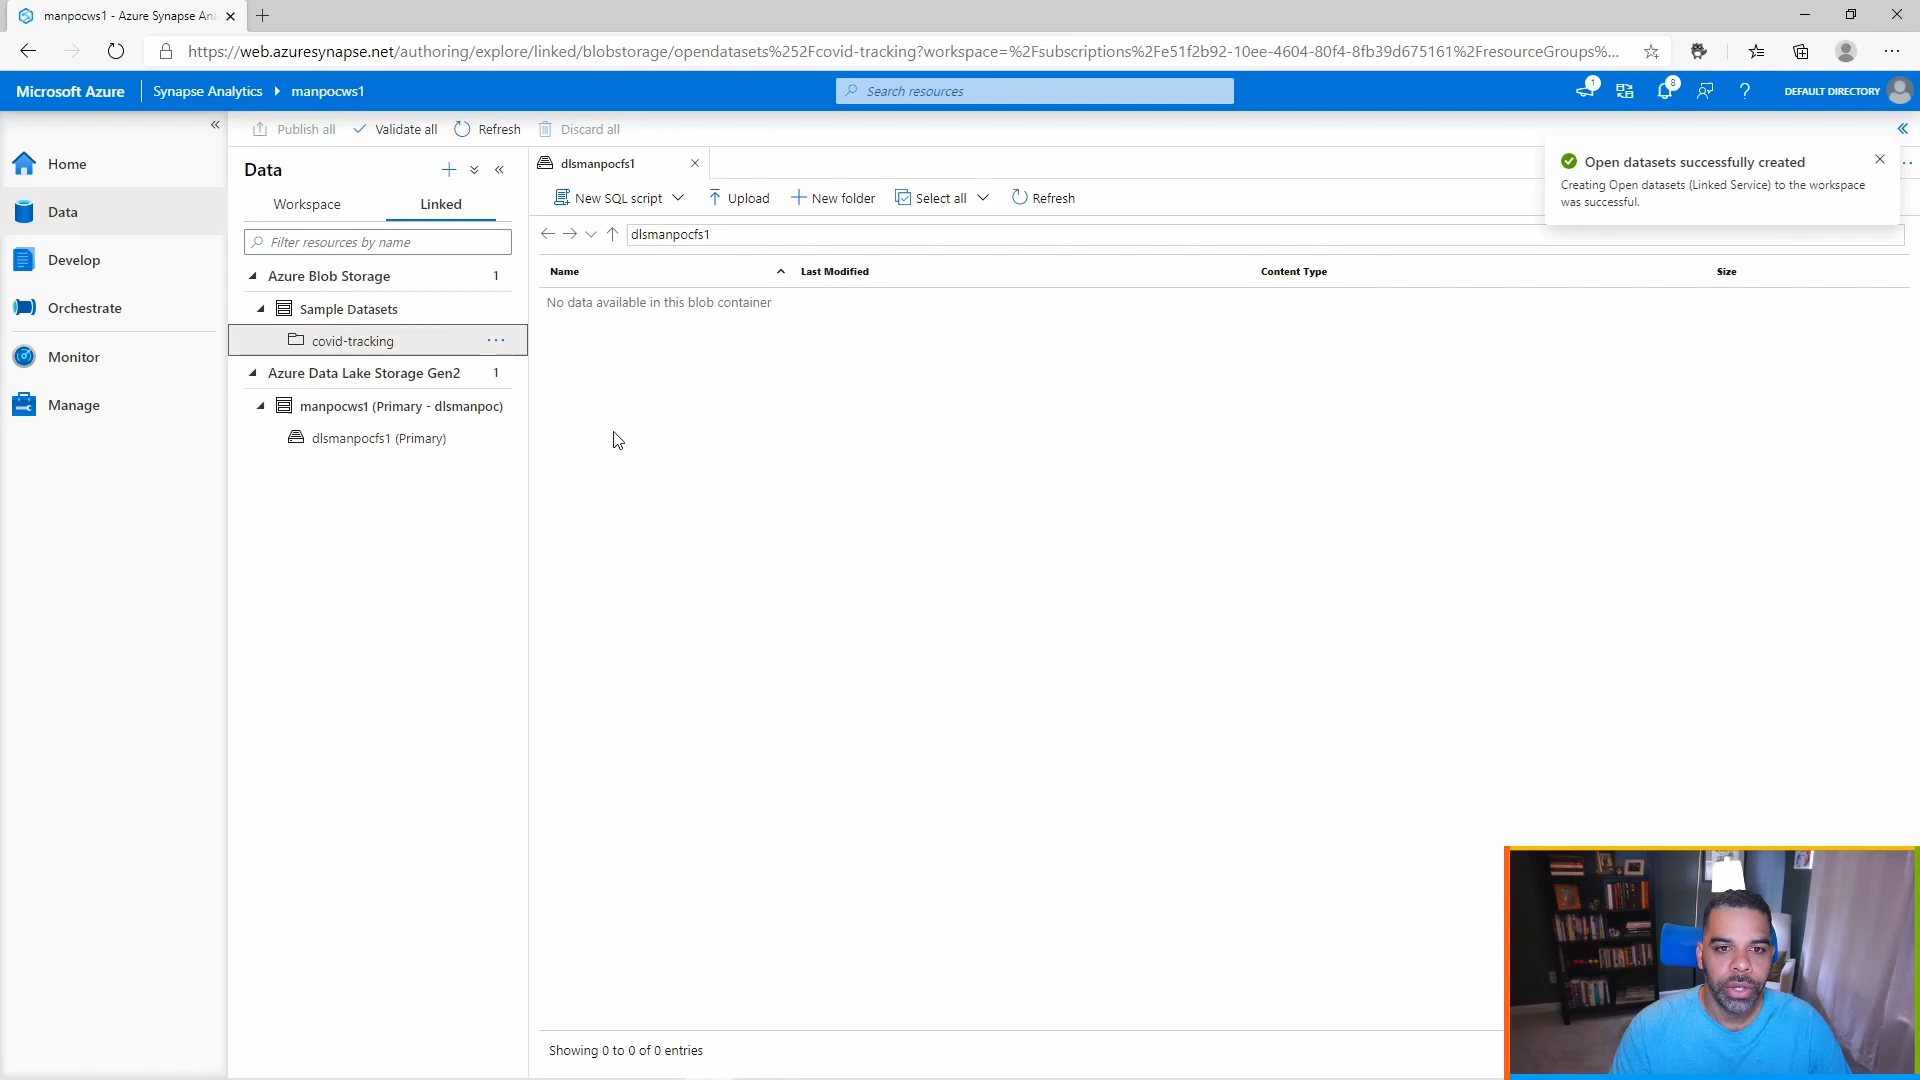 manpocws1 - Azure Synapse Ana
https://web.azuresynapse.net/authoring/explore/linked/blobstorage/opendatasets%252Fcovid-tracking?workspace=%2Fsubscriptions%2Fe51f2b92-10ee-4604-80f4-8fb39d675161%2FresourceGroups%...
Microsoft Azure
Synapse Analytics
manpocws1
Search resources
1
8
DEFAULT DIRECTORY
Home
Data
Develop
Orchestrate
Monitor
Manage
Publish all
Validate all
Refresh
Discard all
Data
Workspace
Linked
Filter resources by name
Azure Blob Storage 1
Sample Datasets
covid-tracking
Azure Data Lake Storage Gen2 1
manpocws1 (Primary - dlsmanpoc)
dlsmanpocfs1 (Primary)
dlsmanpocfs1
New SQL script
Upload
New folder
Select all
Refresh
dlsmanpocfs1
Name
Last Modified
Content Type
Size
No data available in this blob container
Showing 0 to 0 of 0 entries
Open datasets successfully created
Creating Open datasets (Linked Service) to the workspace
was successful.